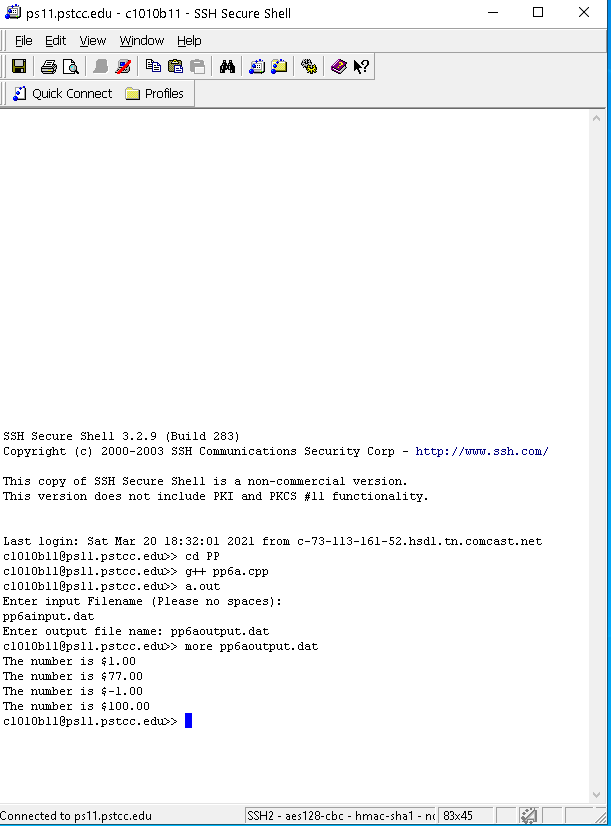 ps11.pstcc.edu - c1010b11 - SSH Secure Shell
File Edit View Window Help
Quick Connect Profiles
SSH Secure Shell 3.2.9 (Build 283)
Copyright (c) 2000-2003 SSH Communications Security Corp - http://www.ssh.com/
This copy of SSH Secure Shell is a non-commercial version.
This version does not include PKI and PKCS #11 functionality.
Last login: Sat Mar 20 18:32:01 2021 from c-73-113-161-52.hsd1.tn.comcast.net
c1010b11@ps11.pstcc.edu>> cd PP
c1010b11@ps11.pstcc.edu>> g++ pp6a.cpp
c1010b11@ps11.pstcc.edu>> a.out
Enter input Filename (Please no spaces):
pp6ainput.dat
Enter output file name: pp6aoutput.dat
c1010b11@ps11.pstcc.edu>> more pp6aoutput.dat
The number is $1.00
The number is $77.00
The number is $-1.00
The number is $100.00
c1010b11@ps11.pstcc.edu>>
Connected to ps11.pstcc.edu SSH2 - aes128-cbc - hmac-sha1 - 83x45